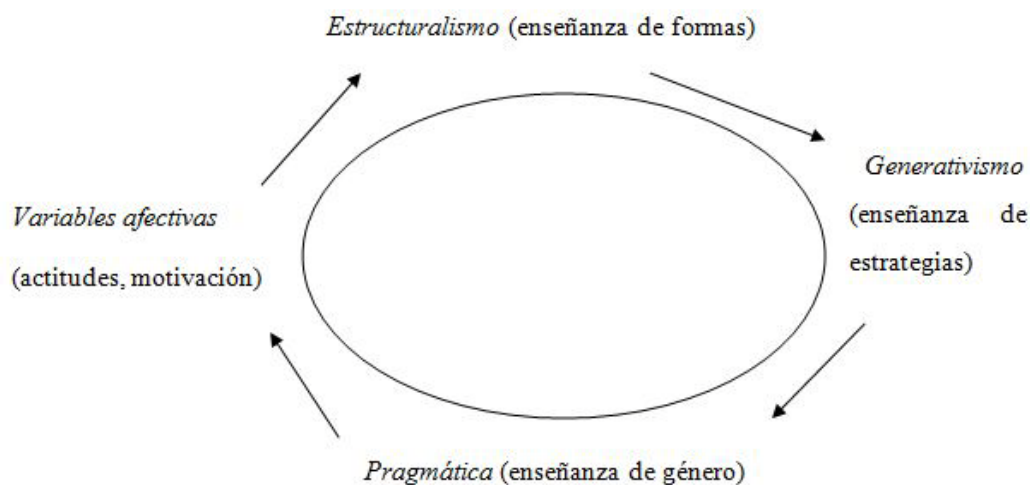 Estructuralismo (enseñanza de formas)
Generativismo
(enseñanza de
estrategias)
Variables afectivas
(actitudes, motivación)
Pragmática (enseñanza de género)